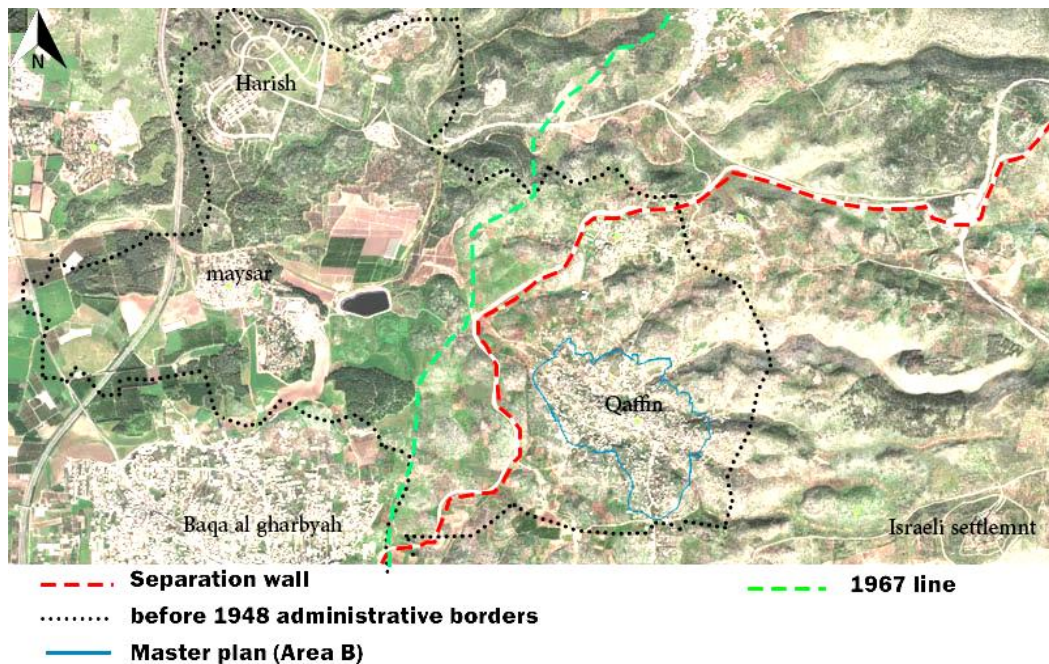 N
Harish
maysar
Qaffin
Baqa al gharbyah
Israeli settlemnt
Separation wall
1967 line
before 1948 administrative borders
Master plan (Area B)